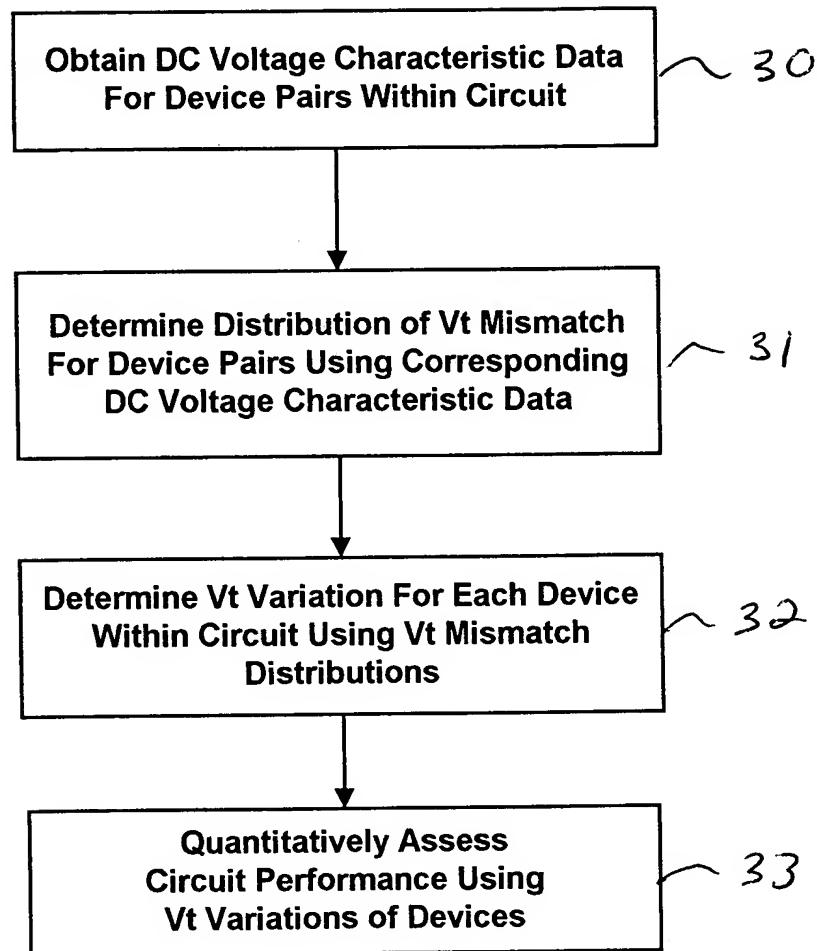 Obtain DC Voltage Characteristic Data
For Device Pairs Within Circuit
30
Determine Distribution of Vt Mismatch
For Device Pairs Using Corresponding
DC Voltage Characteristic Data
31
Determine Vt Variation For Each Device
Within Circuit Using Vt Mismatch
Distributions
32
Quantitatively Assess
Circuit Performance Using
Vt Variations of Devices
33